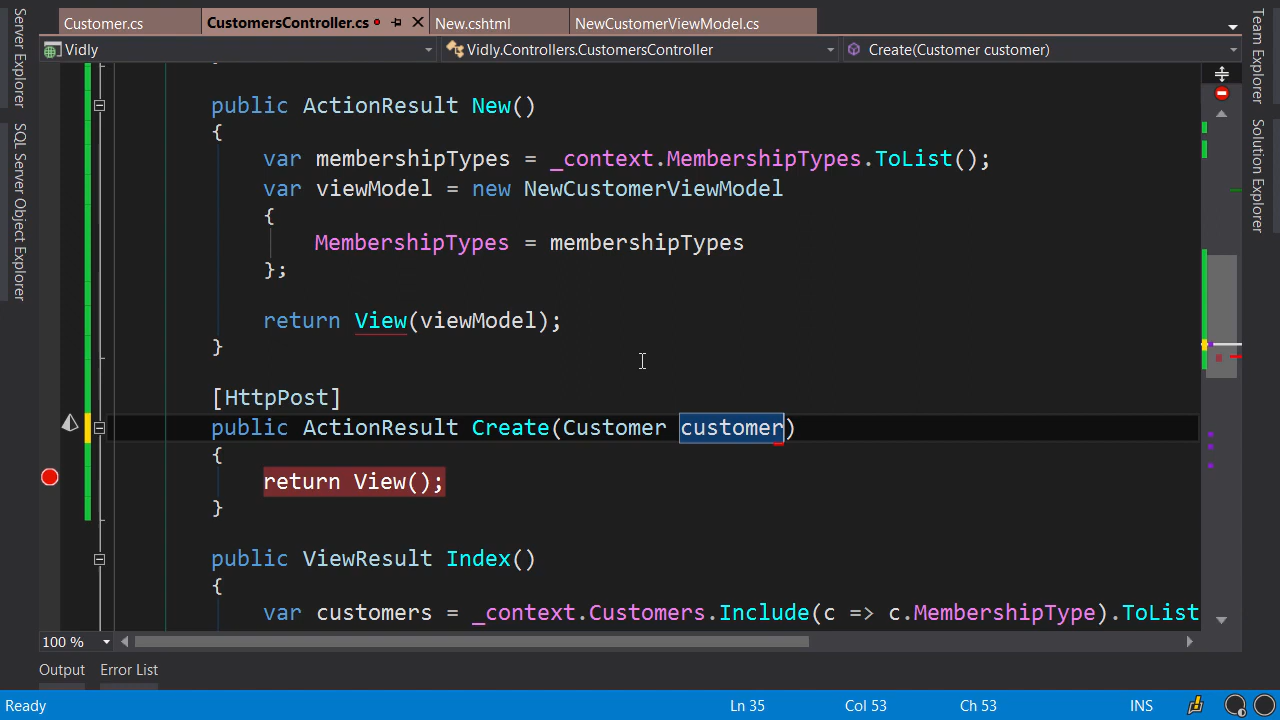 Customer.cs CustomersController.cs New.cshtml NewCustomerViewModel.cs
Vidly Vidly.Controllers.CustomersController Create(Customer customer)
Server Explorer
SQL Server Object Explorer
Team Explorer
Solution Explorer
public ActionResult New()
{
var membershipTypes = _context.MembershipTypes.ToList();
var viewModel = new NewCustomerViewModel
{
MembershipTypes = membershipTypes
};
return View(viewModel);
}
[HttpPost]
public ActionResult Create(Customer customer)
{
return View();
}
public ViewResult Index()
{
var customers = _context.Customers.Include(c => c.MembershipType).ToList
100 %
Output Error List
Ready Ln 35 Col 53 Ch 53 INS